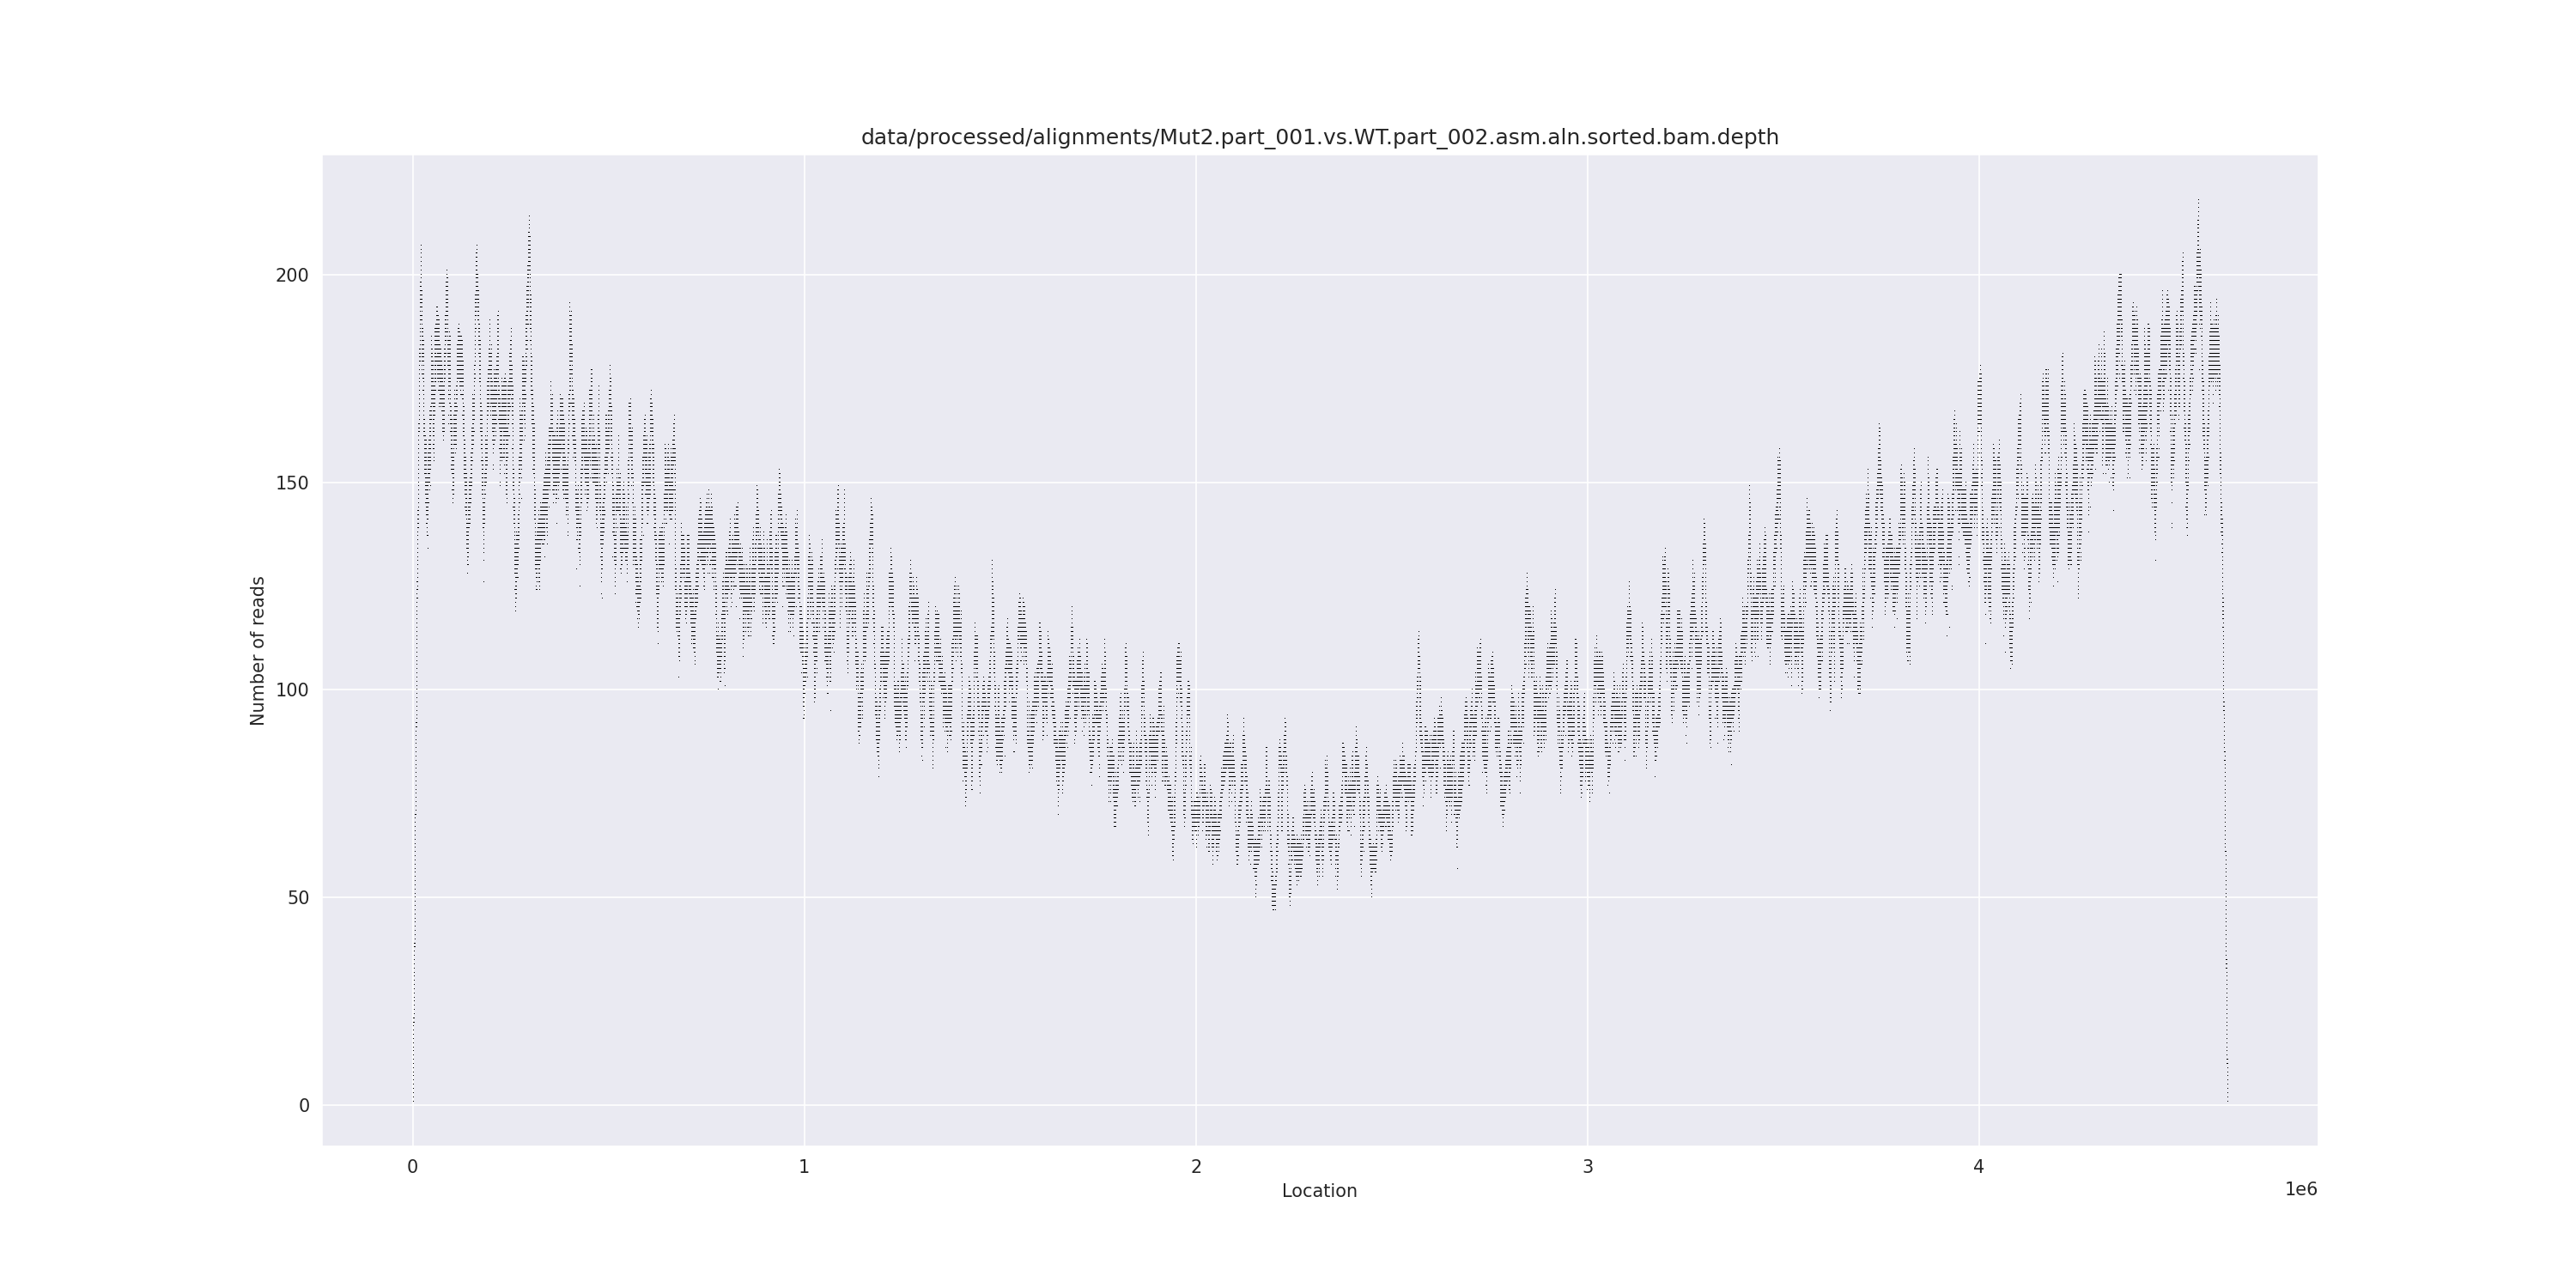 data/processed/alignments/Mut2.part_001.vs.WT.part_002.asm.aln.sorted.bam.depth
Number of reads
200
150
100
50
0
0 1 2 3 4
Location
1e6